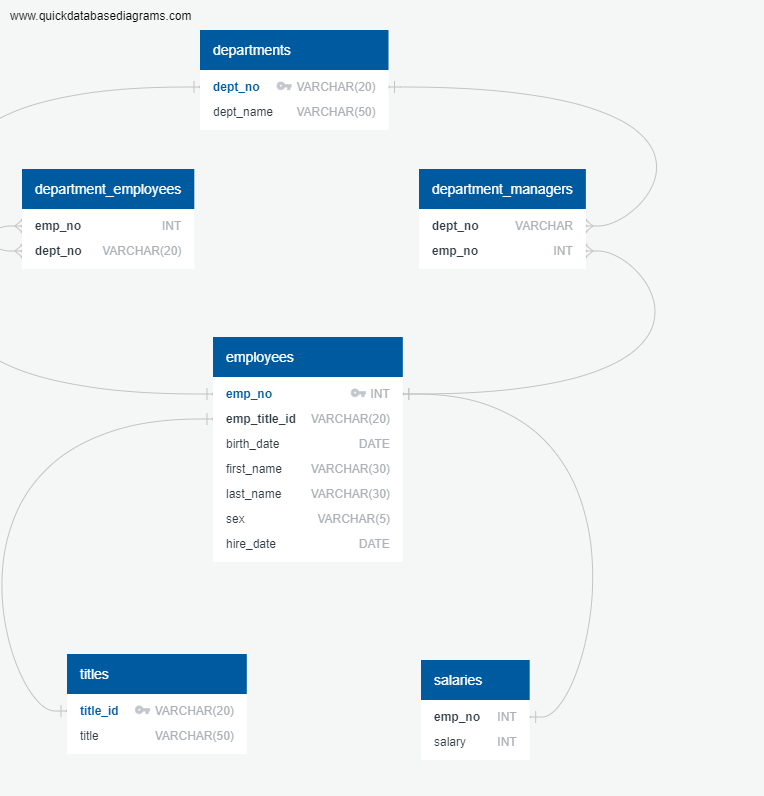 www.quickdatabasediagrams.com
departments
dept_no VARCHAR(20)
dept_name VARCHAR(50)
department_employees
emp_no INT
dept_no VARCHAR(20)
department_managers
dept_no VARCHAR
emp_no INT
employees
emp_no INT
emp_title_id VARCHAR(20)
birth_date DATE
first_name VARCHAR(30)
last_name VARCHAR(30)
sex VARCHAR(5)
hire_date DATE
titles
title_id VARCHAR(20)
title VARCHAR(50)
salaries
emp_no INT
salary INT